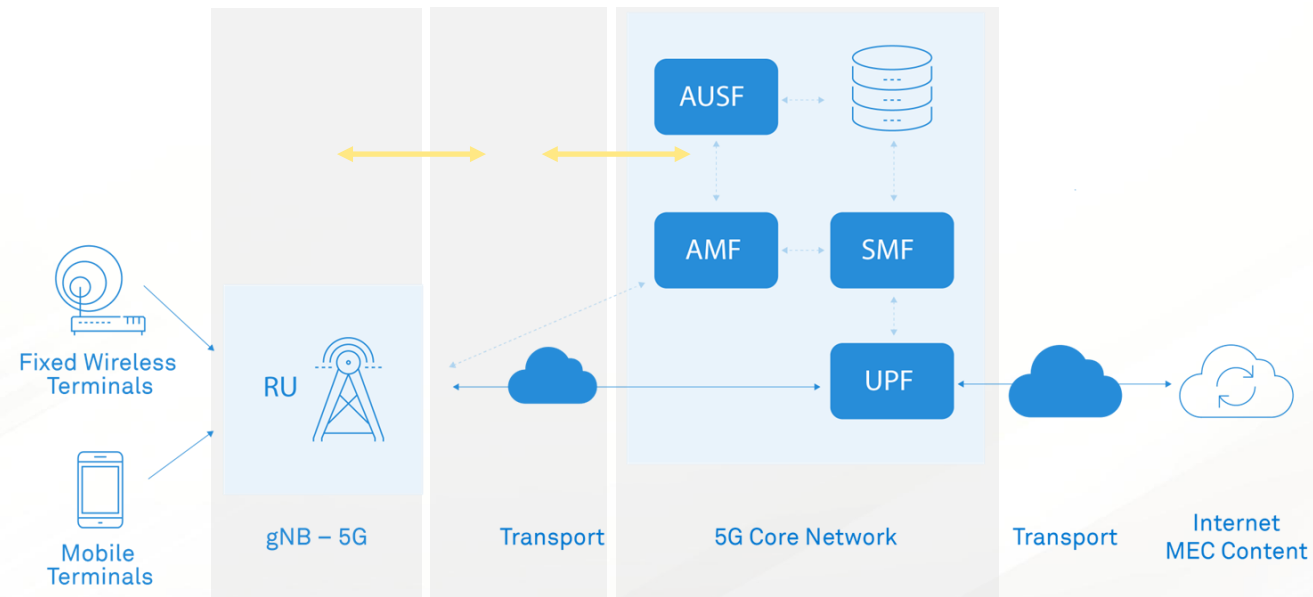 AUSF
AMF
SMF
Fixed Wireless
Terminals
RU
UPF
Mobile
Terminals
gNB – 5G
Transport
5G Core Network
Transport
Internet
MEC Content